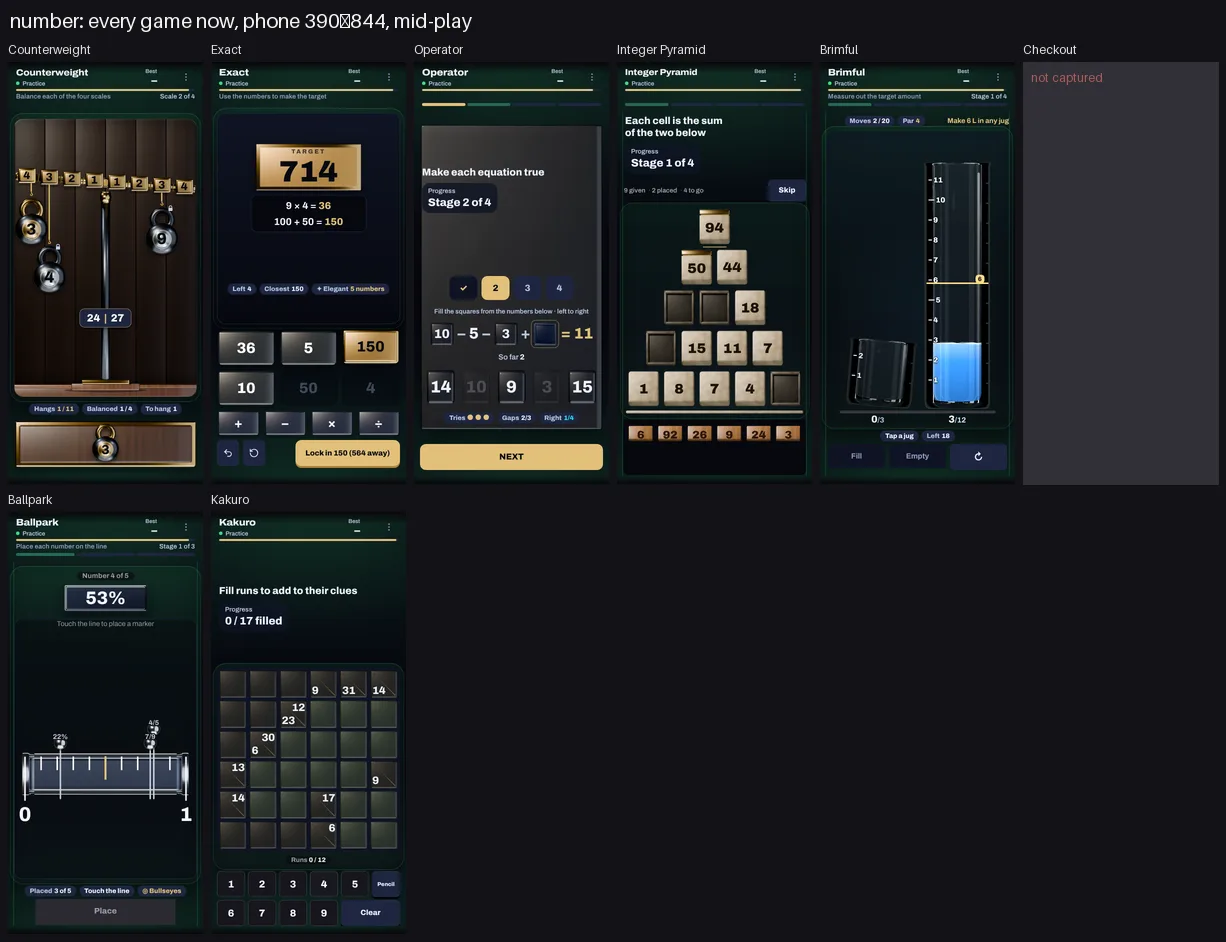 number: every game now, phone 390▯844, mid-play
Counterweight
Exact
Operator
Integer Pyramid
Brimful
Checkout
Counterweight
Best
Practice
–
Balance each of the four scales
Scale 2 of 4
4 3 2 1 1 2 3 4
3
9
4
24 | 27
Hangs 1 / 11
Balanced 1/4
To hang 1
3
Exact
Best
Practice
–
Use the numbers to make the target
TARGET
714
9 × 4 = 36
100 + 50 = 150
Left 4
Closest 150
+ Elegant 5 numbers
36 5 150
10 50 4
+ − × ÷
Lock in 150 (564 away)
Operator
Best
Practice
–
Make each equation true
Progress
Stage 2 of 4
✓ 2 3 4
Fill the squares from the numbers below · left to right
10 − 5 − 3 + = 11
So far 2
14 10 9 3 15
Tries
Gaps 2/3
Right 1/4
NEXT
Integer Pyramid
Best
Practice
–
Each cell is the sum
of the two below
Progress
Stage 1 of 4
9 given · 2 placed · 4 to go
Skip
94
50 44
18
15 11 7
1 8 7 4
6 92 26 9 24 3
Brimful
Best
Practice
–
Measure out the target amount
Stage 1 of 4
Moves 2 / 20
Par 4
Make 6 L in any jug
11
10
9
8
7
6
6
5
4
3
2
1
2
1
0/3
3/12
Tap a jug
Left 18
Fill
Empty
not captured
Ballpark
Kakuro
Ballpark
Best
Practice
–
Place each number on the line
Stage 1 of 3
Number 4 of 5
53%
Touch the line to place a marker
4/5
22%
7/9
0
1
Placed 3 of 5
Touch the line
Bullseyes
Place
Kakuro
Best
Practice
–
Fill runs to add to their clues
Progress
0 / 17 filled
9 31 14
12
23
30
6
13
9
14 17
6
Runs 0 / 12
1 2 3 4 5 Pencil
6 7 8 9 Clear